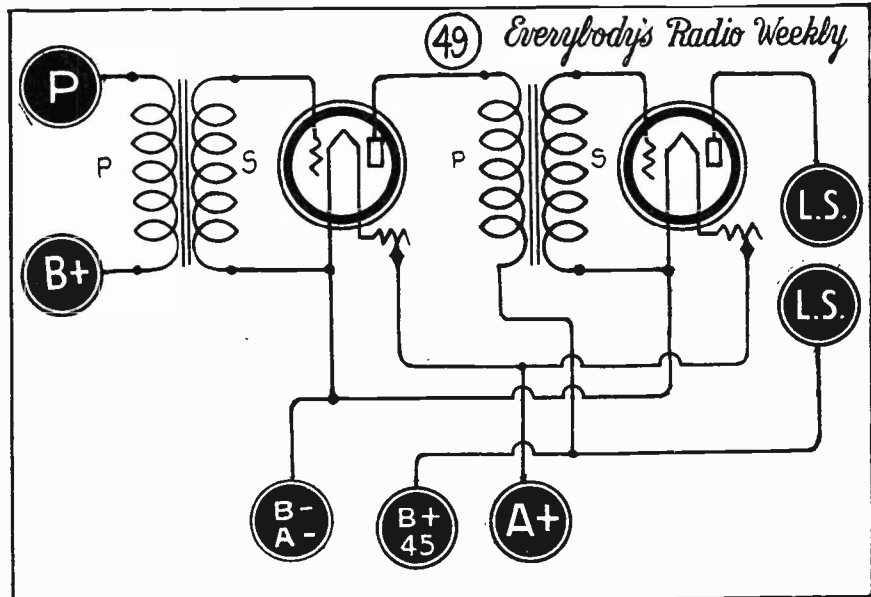 49 Everybody's Radio Weekly
P
P
S
P
S
L.S.
B+
L.S.
B-
A-
B+
45
A+